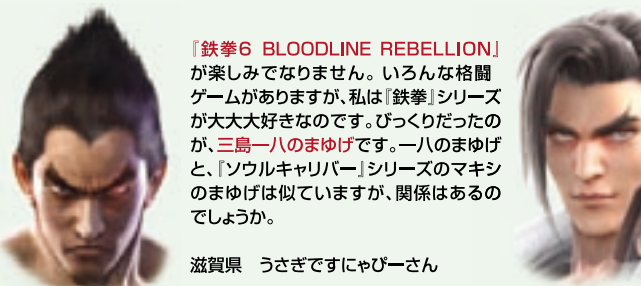 『鉄拳6 BLOODLINE REBELLION』
が楽しみでなりません。いろんな格闘
ゲームがありますが、私は『鉄拳』シリーズ
が大大大好きなのです。びっくりだったの
が、三島一八のまゆげです。一八のまゆげ
と、『ソウルキャリバー』シリーズのマキシ
のまゆげは似ていますが、関係はあるの
でしょうか。
滋賀県　うさぎですにゃぴーさん